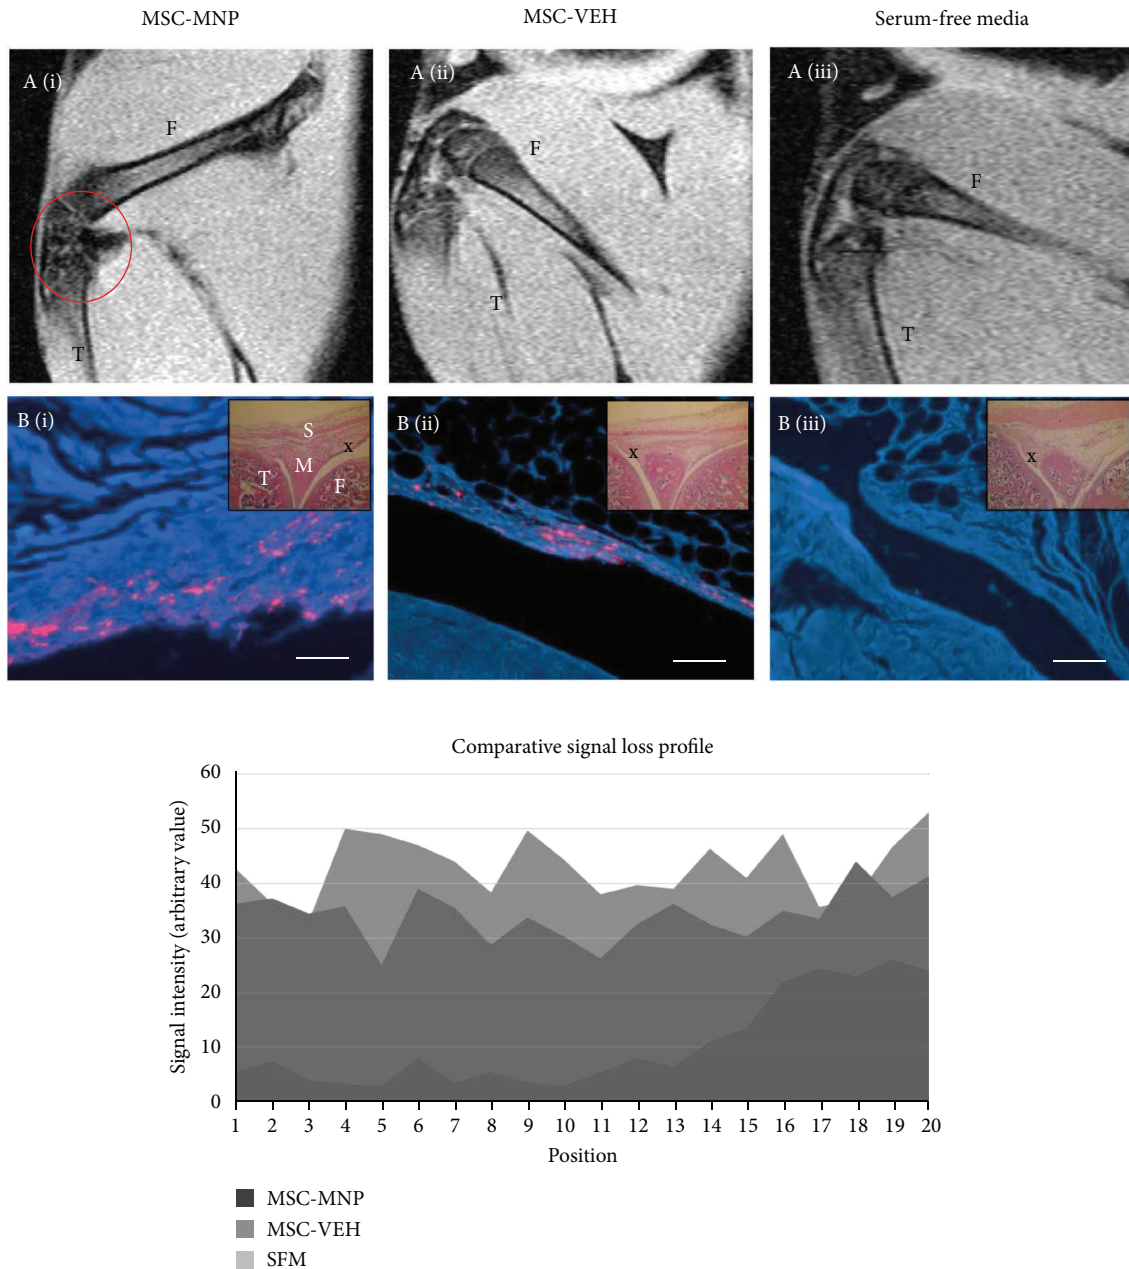 MSC-MNP MSC-VEH Serum-free media
A (i) A (ii) A (iii)
F F F
T T T
B (i) B (ii) B (iii)
S
x x x
M
T F
Comparative signal loss profile
Signal intensity (arbitrary value)
60
50
40
30
20
10
0
1 2 3 4 5 6 7 8 9 10 11 12 13 14 15 16 17 18 19 20
Position
MSC-MNP
MSC-VEH
SFM